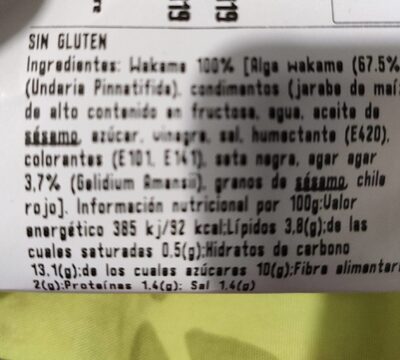 19
19
SIN GLUTEN
Ingredientes: Wakame 100% [Alga wakame (67.5%
(Undaria Pinnatifida), condimentos (jarabe de maí
de alto contenido en fructosa, agua, aceite de
sésamo, azúcar, vinagre, sal, humectante (E420),
colorantes (E101, E141), seta negra, agar agar
3,7% (Gelidium Amansii), granos de sésamo, chile
rojo]. Información nutricional por 100g:Valor
energético 385 kj/92 kcal:Lípidos 3,8(g);de las
cuales saturadas 0,5(g);Hidratos de carbono
13,1(g);de los cuales azúcares 10(g);Fibra alimentar
2(g);Proteínas 1,4(g); Sal 1,4(g)